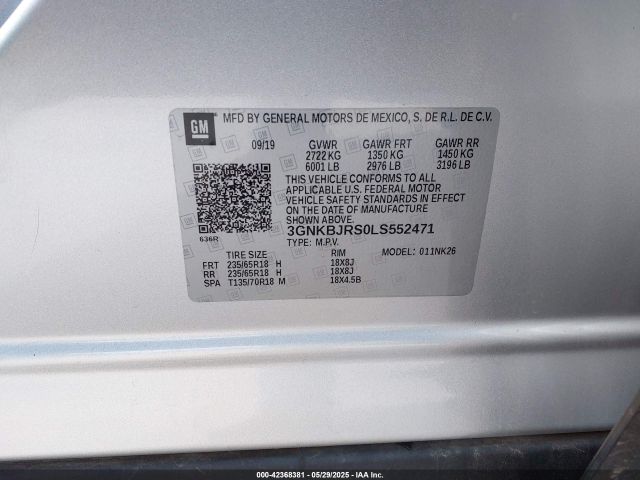 GM
MFD BY GENERAL MOTORS DE MEXICO, S. DE R.L. DE C.V.
09/19 GVWR GAWR FRT GAWR RR
2722 KG 1350 KG 1450 KG
6001 LB 2976 LB 3196 LB
THIS VEHICLE CONFORMS TO ALL
APPLICABLE U.S. FEDERAL MOTOR
VEHICLE SAFETY STANDARDS IN EFFECT
ON THE DATE OF MANUFACTURE
SHOWN ABOVE.
636R 3GNKBJRS0LS552471
TYPE: M.P.V. MODEL: 011NK26
TIRE SIZE RIM
FRT 235/65R18 H 18X8J
RR 235/65R18 H 18X8J
SPA T135/70R18 M 18X4.5B
000-42368381 - 05/29/2025 - IAA Inc.